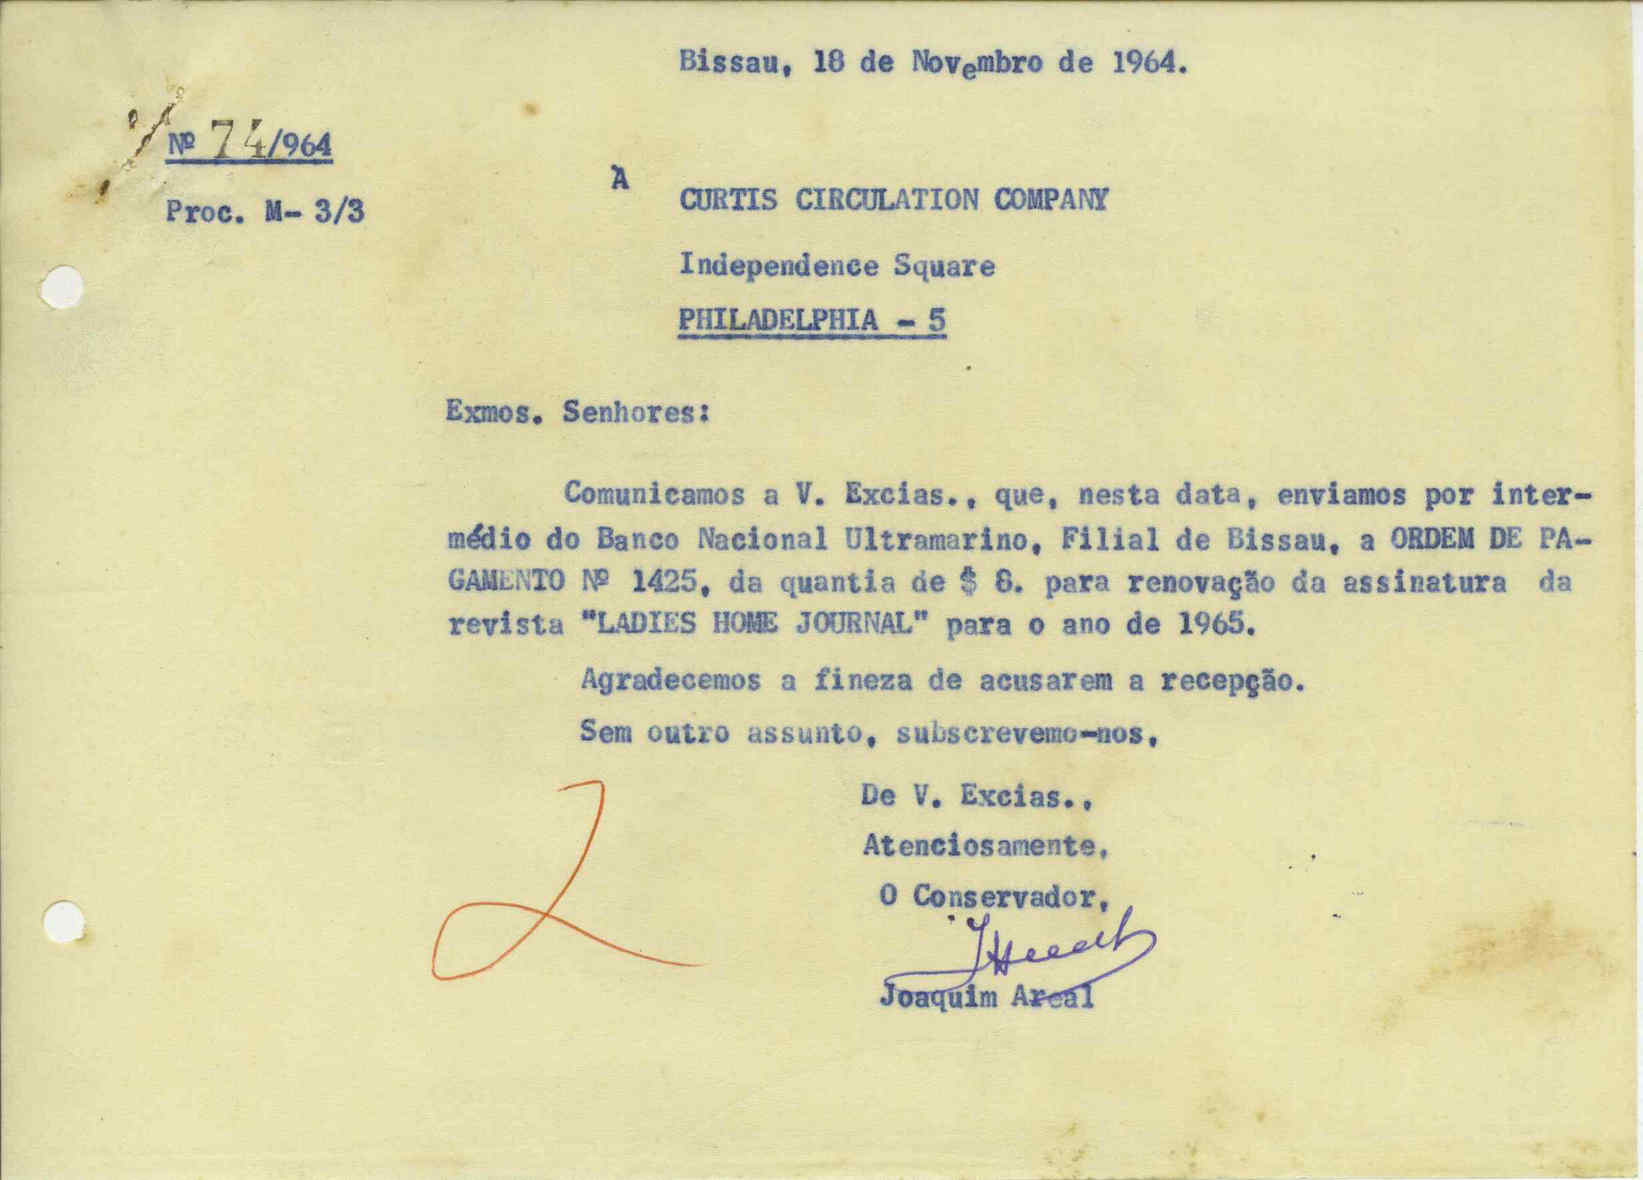 Bissau, 18 de Novembro de 1964.
Nº 74/964
Proc. M- 3/3
À
CURTIS CIRCULATION COMPANY
Independence Square
PHILADELPHIA - 5
Exmos. Senhores:
Comunicamos a V. Excias., que, nesta data, enviamos por inter-
médio do Banco Nacional Ultramarino, Filial de Bissau, a ORDEM DE PA-
GAMENTO Nº 1425, da quantia de $ 8. para renovação da assinatura da
revista "LADIES HOME JOURNAL" para o ano de 1965.
Agradecemos a fineza de acusarem a recepção.
Sem outro assunto, subscrevemo-nos,
De V. Excias.,
Atenciosamente,
O Conservador,
Joaquim Areal